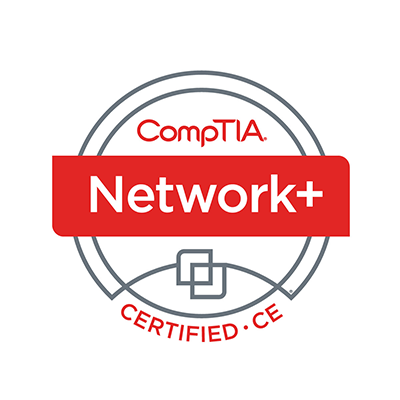 CompTIA®
Network+
CERTIFIED · CE